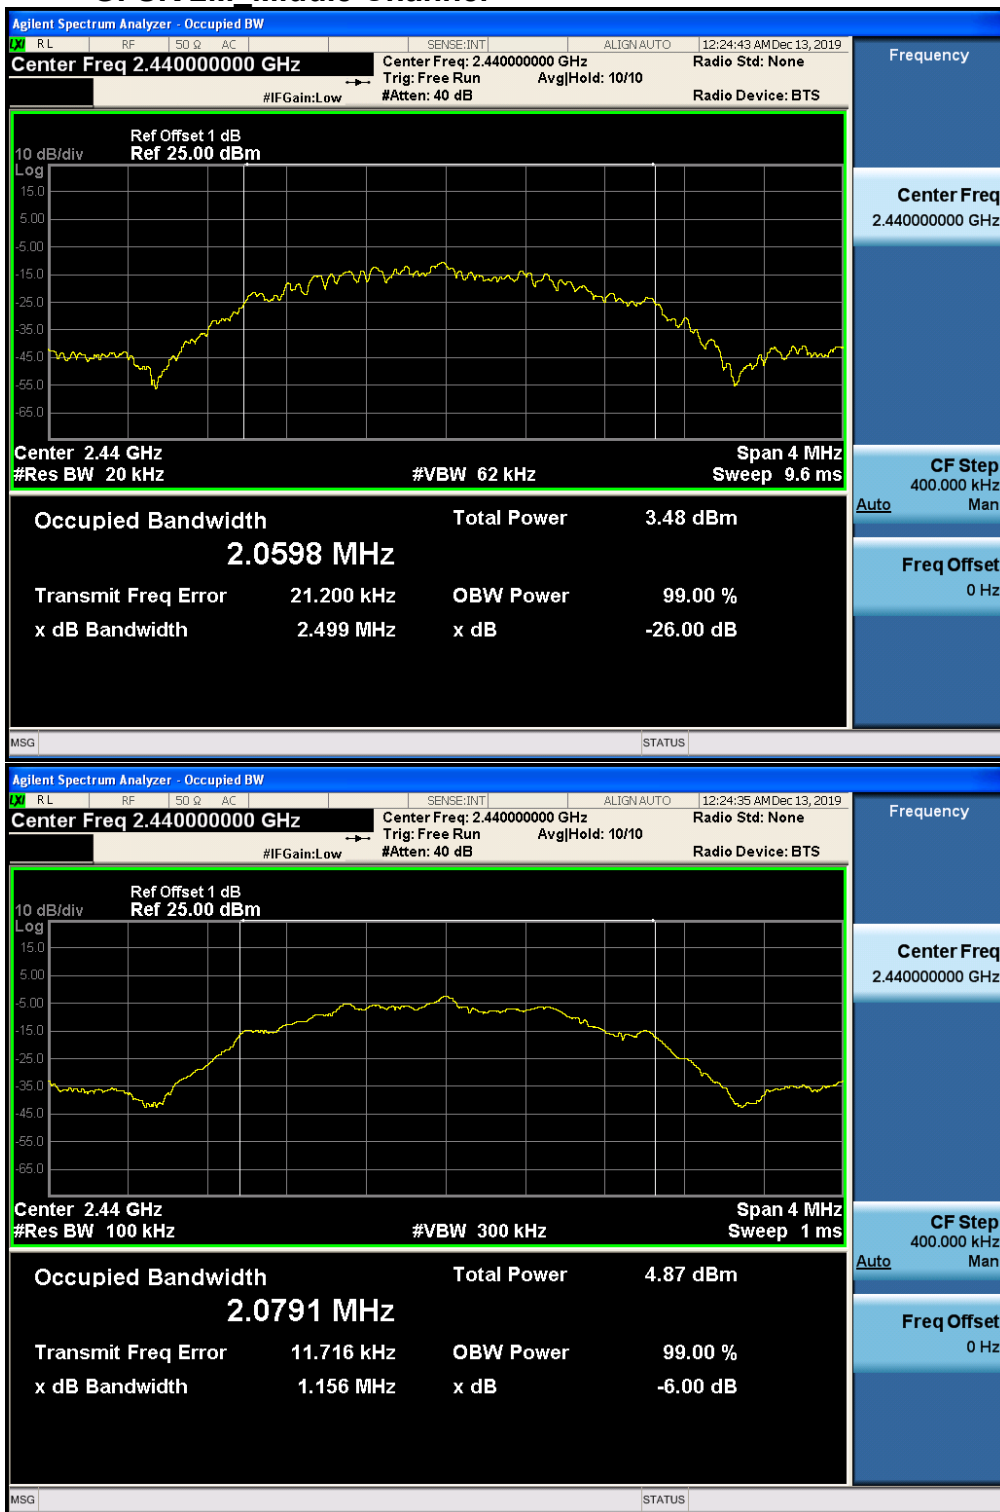 Agilent Spectrum Analyzer - Occupied BW
LXI RL RF 50 Ω AC SENSE:INT ALIGN AUTO 12:24:43 AM Dec 13, 2019
Center Freq 2.440000000 GHz Center Freq: 2.440000000 GHz Radio Std: None Frequency
Trig: Free Run Avg|Hold: 10/10
#IFGain:Low #Atten: 40 dB Radio Device: BTS
Ref Offset 1 dB
10 dB/div Ref 25.00 dBm
Log
15.0
5.00
-5.00
-15.0
-25.0
-35.0
-45.0
-55.0
-65.0
Center Freq
2.440000000 GHz
Center 2.44 GHz Span 4 MHz
#Res BW 20 kHz #VBW 62 kHz Sweep 9.6 ms
CF Step
400.000 kHz
Auto Man
Occupied Bandwidth Total Power 3.48 dBm
2.0598 MHz
Transmit Freq Error 21.200 kHz OBW Power 99.00 %
x dB Bandwidth 2.499 MHz x dB -26.00 dB
Freq Offset
0 Hz
MSG STATUS
Agilent Spectrum Analyzer - Occupied BW
LXI RL RF 50 Ω AC SENSE:INT ALIGN AUTO 12:24:35 AM Dec 13, 2019
Center Freq 2.440000000 GHz Center Freq: 2.440000000 GHz Radio Std: None Frequency
Trig: Free Run Avg|Hold: 10/10
#IFGain:Low #Atten: 40 dB Radio Device: BTS
Ref Offset 1 dB
10 dB/div Ref 25.00 dBm
Log
15.0
5.00
-5.00
-15.0
-25.0
-35.0
-45.0
-55.0
-65.0
Center Freq
2.440000000 GHz
Center 2.44 GHz Span 4 MHz
#Res BW 100 kHz #VBW 300 kHz Sweep 1 ms
CF Step
400.000 kHz
Auto Man
Occupied Bandwidth Total Power 4.87 dBm
2.0791 MHz
Transmit Freq Error 11.716 kHz OBW Power 99.00 %
x dB Bandwidth 1.156 MHz x dB -6.00 dB
Freq Offset
0 Hz
MSG STATUS